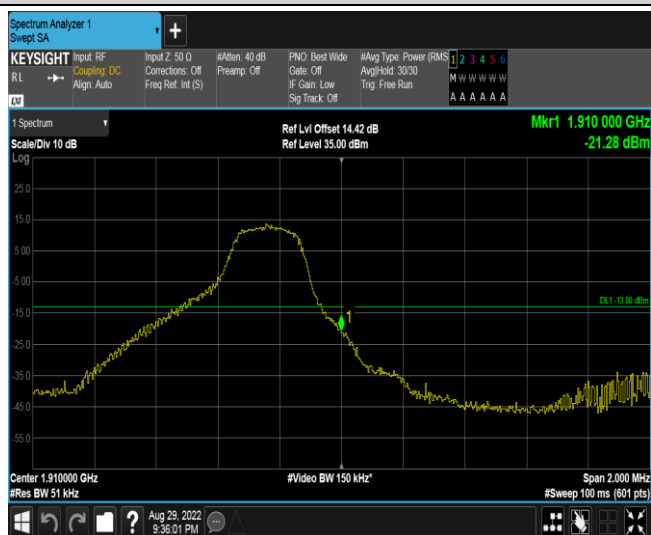 Spectrum Analyzer 1
Swept SA
+
KEYSIGHT
RL
Input: RF
Coupling: DC
Align: Auto
Input Z: 50 Ω
Corrections: Off
Freq Ref: Int (S)
#Atten: 40 dB
Preamp: Off
PNO: Best Wide
Gate: Off
IF Gain: Low
Sig Track: Off
#Avg Type: Power (RMS
Avg|Hold: 30/30
Trig: Free Run
1 2 3 4 5 6
M W W W W W
A A A A A A
LXI
1 Spectrum
Scale/Div 10 dB
Ref Lvl Offset 14.42 dB
Ref Level 35.00 dBm
Mkr1 1.910 000 GHz
-21.28 dBm
Log
25.0
15.0
5.00
-5.00
DL1 -13.00 dBm
-15.0
1
-25.0
-35.0
-45.0
-55.0
Center 1.910000 GHz
#Res BW 51 kHz
#Video BW 150 kHz*
Span 2.000 MHz
#Sweep 100 ms (601 pts)
?
Aug 29, 2022
9:36:01 PM